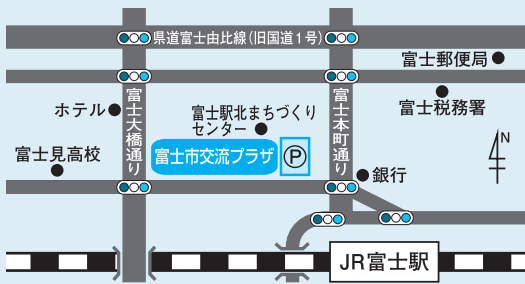 県道富士由比線(旧国道1号)
富士郵便局
富士税務署
ホテル
富士大橋通り
富士駅北まちづくり
センター
富士本町通り
富士見高校
富士市交流プラザ
P
銀行
N
JR富士駅